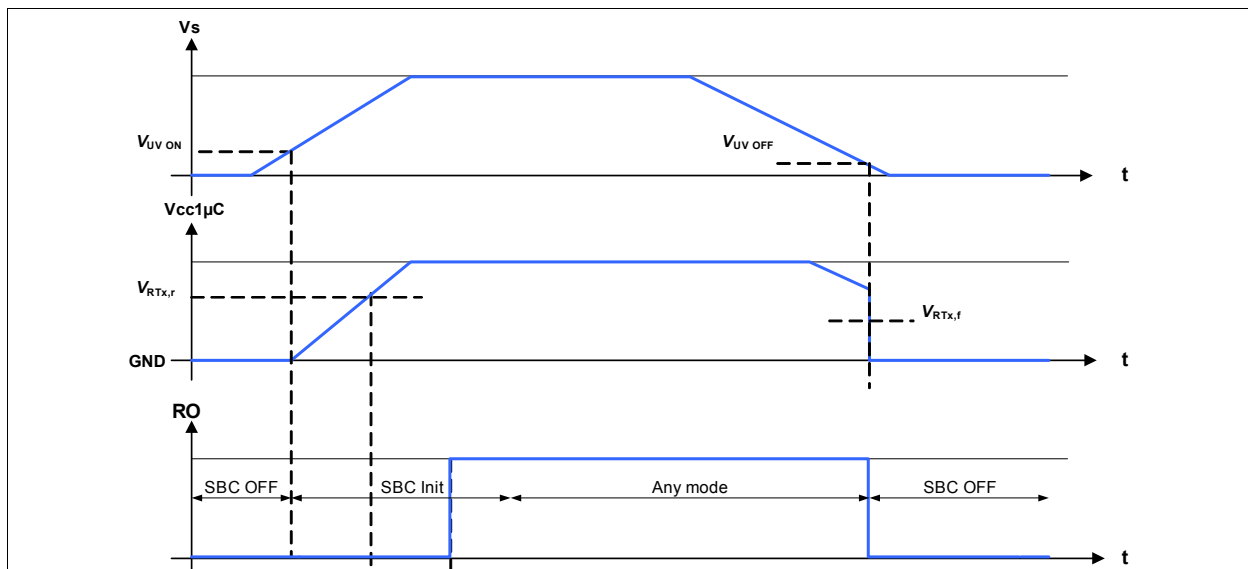 Vs
VUV ON
VUV OFF
t
Vcc1µC
VRTx,r
VRTx,f
GND
t
RO
SBC OFF
SBC Init
Any mode
SBC OFF
t